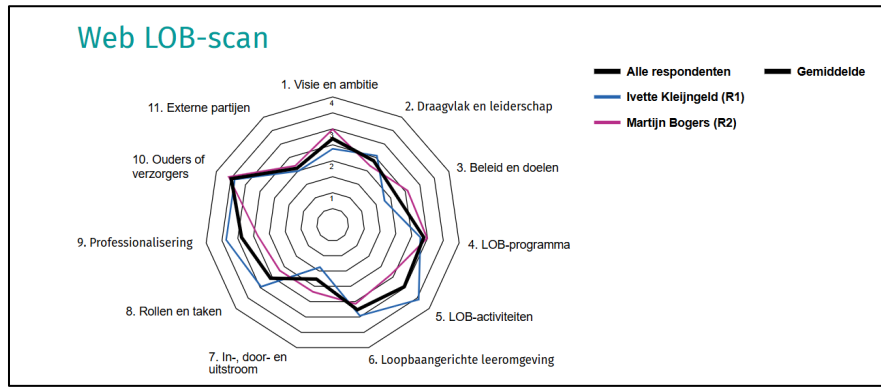 Web LOB-scan
Alle respondenten
Gemiddelde
Ivette Kleijngeld (R1)
Martijn Bogers (R2)
1. Visie en ambitie
2. Draagvlak en leiderschap
3. Beleid en doelen
4. LOB-programma
5. LOB-activiteiten
6. Loopbaangerichte leeromgeving
7. In-, door- en
uitstroom
8. Rollen en taken
9. Professionalisering
10. Ouders of
verzorgers
11. Externe partijen
4
3
2
1